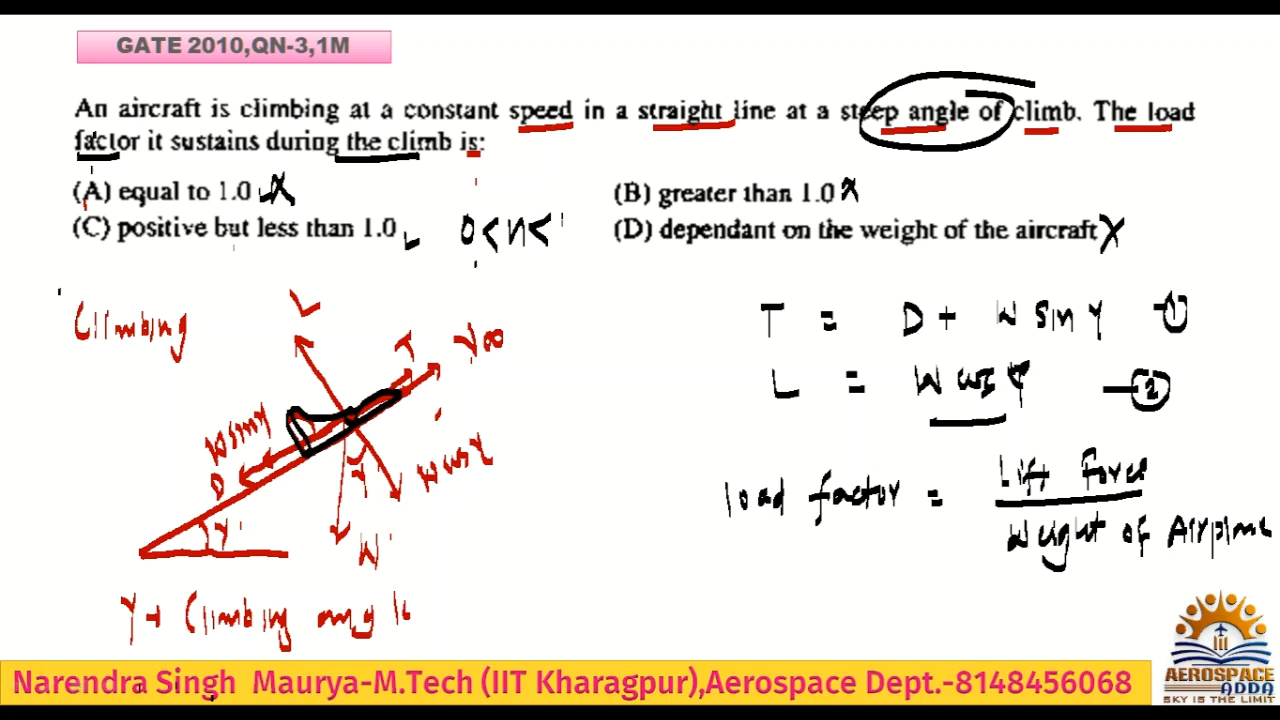 GATE 2010,QN-3,1M
An aircraft is climbing at a constant speed in a straight line at a steep angle of climb. The load
factor it sustains during the climb is:
(A) equal to 1.0 x
(B) greater than 1.0 x
(C) positive but less than 1.0 0 < n < 1
(D) dependant on the weight of the aircraft x
Climbing
L
T
V∞
W sin γ
D
γ
W cos γ
γ
W
γ → Climbing angle
T = D + W sin γ —①
L = W cos γ —②
load factor = Lift Force
Weight of Airplane
Narendra Singh Maurya-M.Tech (IIT Kharagpur),Aerospace Dept.-8148456068
AEROSPACE
ADDA
SKY IS THE LIMIT